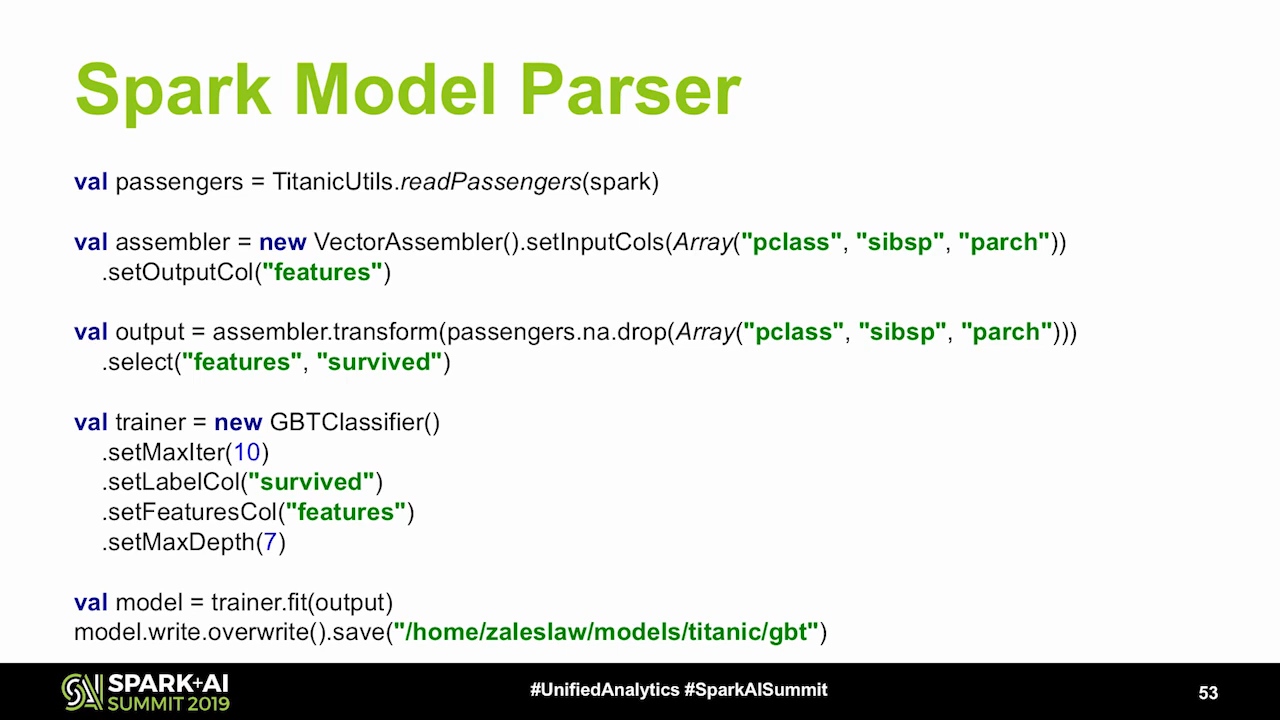 Spark Model Parser
val passengers = TitanicUtils.readPassengers(spark)
val assembler = new VectorAssembler().setInputCols(Array("pclass", "sibsp", "parch"))
.setOutputCol("features")
val output = assembler.transform(passengers.na.drop(Array("pclass", "sibsp", "parch")))
.select("features", "survived")
val trainer = new GBTClassifier()
.setMaxIter(10)
.setLabelCol("survived")
.setFeaturesCol("features")
.setMaxDepth(7)
val model = trainer.fit(output)
model.write.overwrite().save("/home/zaleslaw/models/titanic/gbt")
SPARK+AI
SUMMIT 2019
#UnifiedAnalytics #SparkAISummit
53